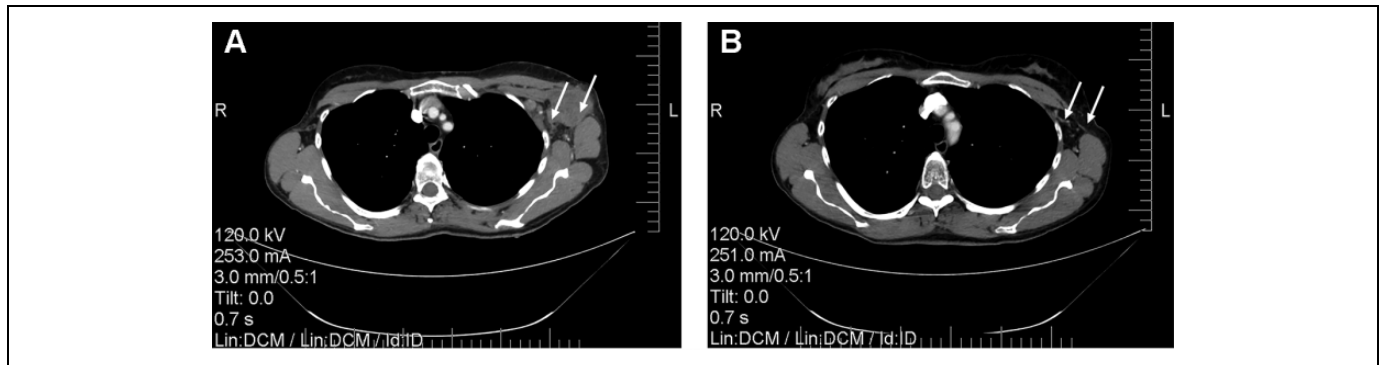 A
R
L
120.0 kV
253.0 mA
3.0 mm/0.5:1
Tilt: 0.0
0.7 s
Lin:DCM / Lin:DCM / Id:ID
B
R
L
120.0 kV
251.0 mA
3.0 mm/0.5:1
Tilt: 0.0
0.7 s
Lin:DCM / Lin:DCM / Id:ID